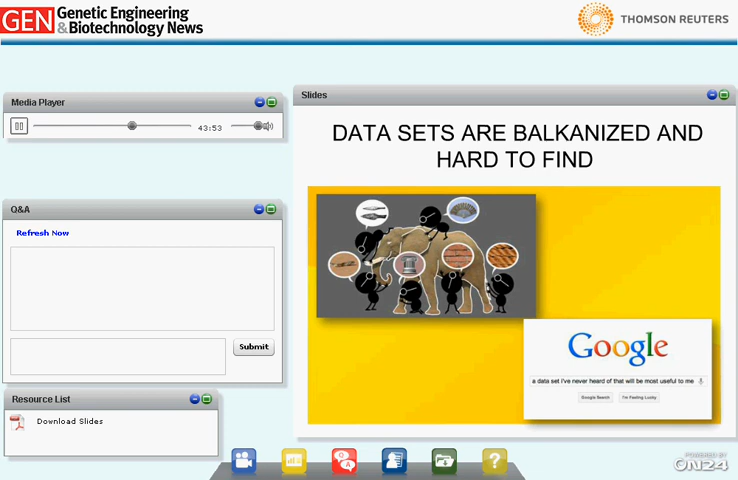 GEN Genetic Engineering
&Biotechnology News
THOMSON REUTERS
Media Player
43:53
Q&A
Refresh Now
Submit
Resource List
Download Slides
Slides
DATA SETS ARE BALKANIZED AND
HARD TO FIND
Google
a data set i've never heard of that will be most useful to me
Google Search I'm Feeling Lucky
Q A
?
POWERED BY
ON24